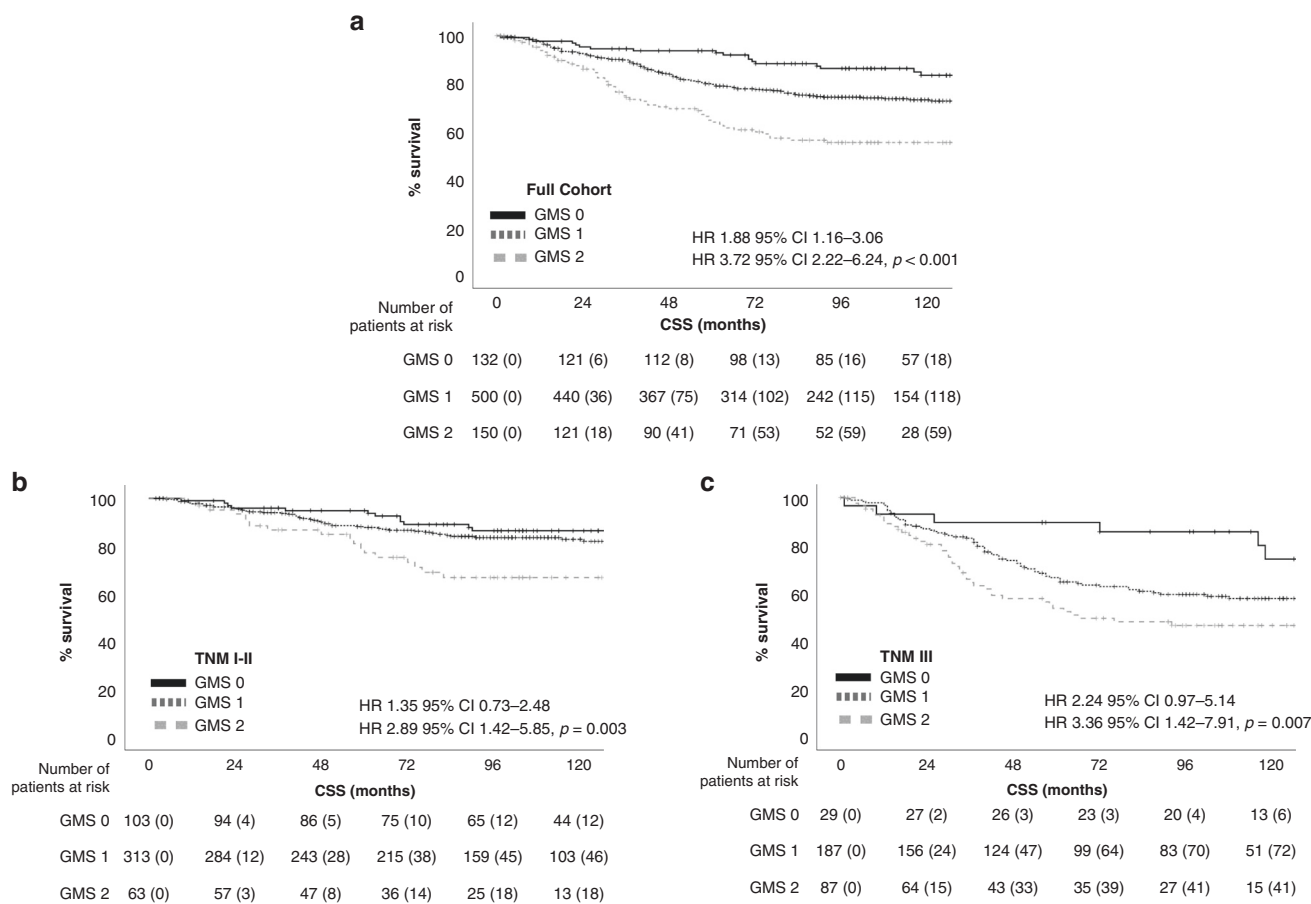 a
100
80
60
40
20
0
% survival
Full Cohort
GMS 0
GMS 1
GMS 2
HR 1.88 95% CI 1.16–3.06
HR 3.72 95% CI 2.22–6.24, p < 0.001
Number of
patients at risk
0 24 48 72 96 120
CSS (months)
GMS 0 132 (0) 121 (6) 112 (8) 98 (13) 85 (16) 57 (18)
GMS 1 500 (0) 440 (36) 367 (75) 314 (102) 242 (115) 154 (118)
GMS 2 150 (0) 121 (18) 90 (41) 71 (53) 52 (59) 28 (59)
b
100
80
60
40
20
0
% survival
TNM I-II
GMS 0
GMS 1
GMS 2
HR 1.35 95% CI 0.73–2.48
HR 2.89 95% CI 1.42–5.85, p = 0.003
Number of
patients at risk
0 24 48 72 96 120
CSS (months)
GMS 0 103 (0) 94 (4) 86 (5) 75 (10) 65 (12) 44 (12)
GMS 1 313 (0) 284 (12) 243 (28) 215 (38) 159 (45) 103 (46)
GMS 2 63 (0) 57 (3) 47 (8) 36 (14) 25 (18) 13 (18)
c
100
80
60
40
20
0
% survival
TNM III
GMS 0
GMS 1
GMS 2
HR 2.24 95% CI 0.97–5.14
HR 3.36 95% CI 1.42–7.91, p = 0.007
Number of
patients at risk
0 24 48 72 96 120
CSS (months)
GMS 0 29 (0) 27 (2) 26 (3) 23 (3) 20 (4) 13 (6)
GMS 1 187 (0) 156 (24) 124 (47) 99 (64) 83 (70) 51 (72)
GMS 2 87 (0) 64 (15) 43 (33) 35 (39) 27 (41) 15 (41)